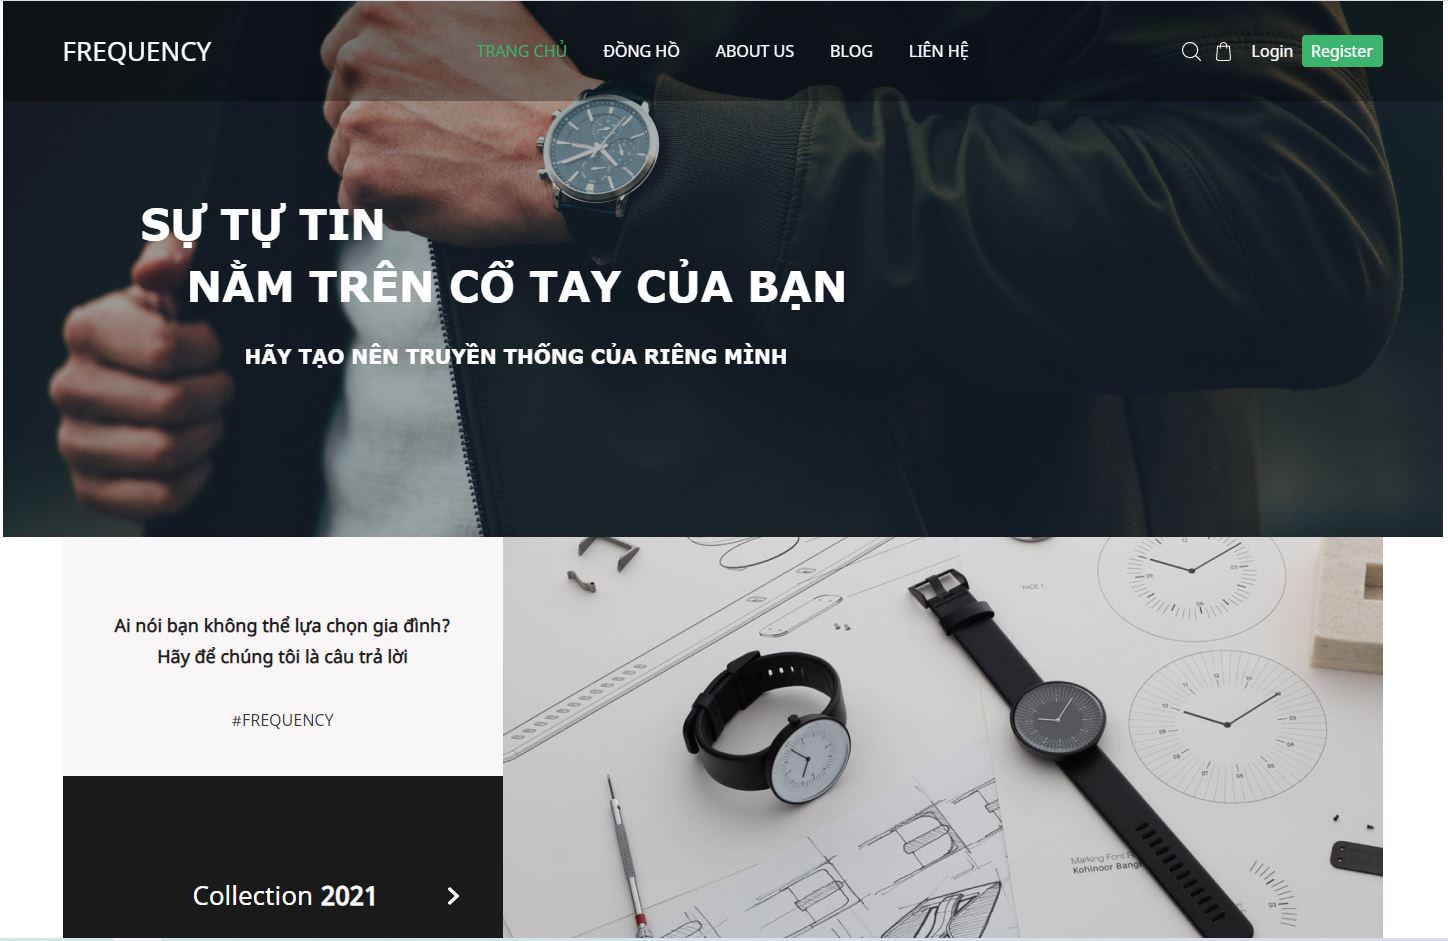 FREQUENCY
TRANG CHỦ
ĐỒNG HỒ
ABOUT US
BLOG
LIÊN HỆ
Login
Register
SỰ TỰ TIN
NẰM TRÊN CỔ TAY CỦA BẠN
HÃY TẠO NÊN TRUYỀN THỐNG CỦA RIÊNG MÌNH
Ai nói bạn không thể lựa chọn gia đình?
Hãy để chúng tôi là câu trả lời
#FREQUENCY
Collection 2021
FACE 1
Marking Font
Kohinoor